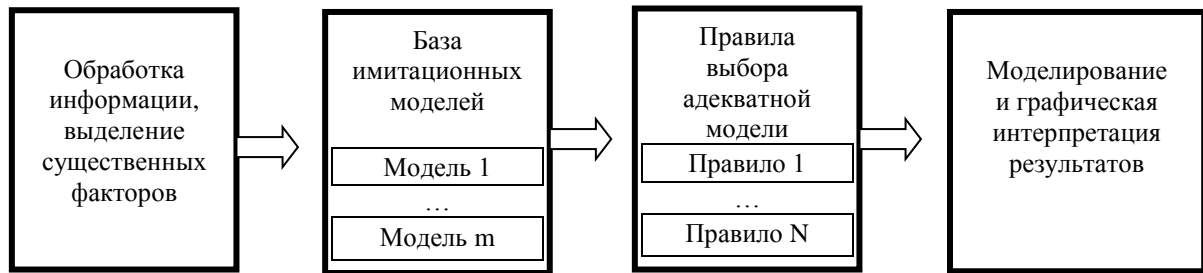 Обработка
информации,
выделение
существенных
факторов
База
имитационных
моделей
Модель 1
…
Модель m
Правила
выбора
адекватной
модели
Правило 1
…
Правило N
Моделирование
и графическая
интерпретация
результатов